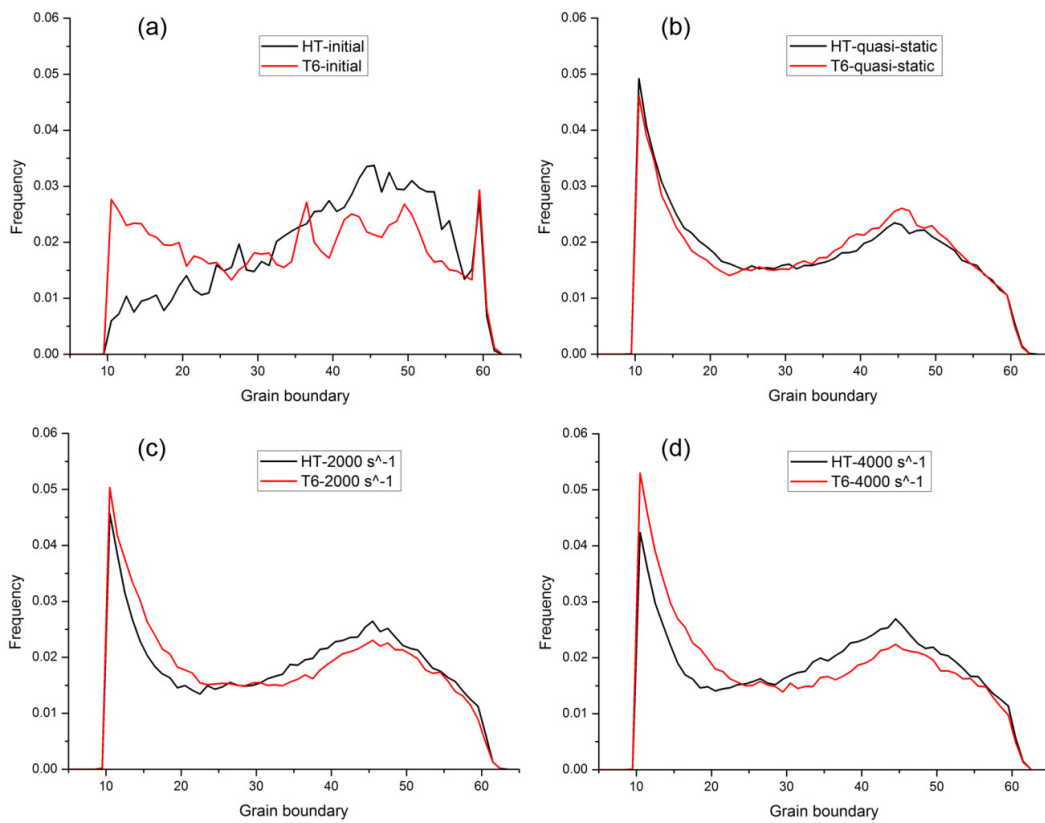 (a)
HT-initial
T6-initial
0.06
0.05
0.04
0.03
0.02
0.01
0.00
Frequency
10 20 30 40 50 60
Grain boundary
(b)
HT-quasi-static
T6-quasi-static
0.06
0.05
0.04
0.03
0.02
0.01
0.00
Frequency
10 20 30 40 50 60
Grain boundary
(c)
HT-2000 s^-1
T6-2000 s^-1
0.06
0.05
0.04
0.03
0.02
0.01
0.00
Frequency
10 20 30 40 50 60
Grain boundary
(d)
HT-4000 s^-1
T6-4000 s^-1
0.06
0.05
0.04
0.03
0.02
0.01
0.00
Frequency
10 20 30 40 50 60
Grain boundary